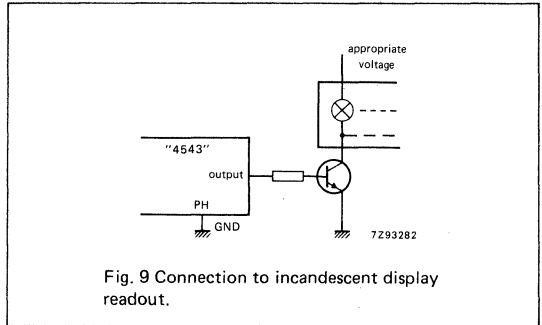 appropriate
voltage
"4543"
output
PH
GND
7Z93282
Fig. 9 Connection to incandescent display
readout.